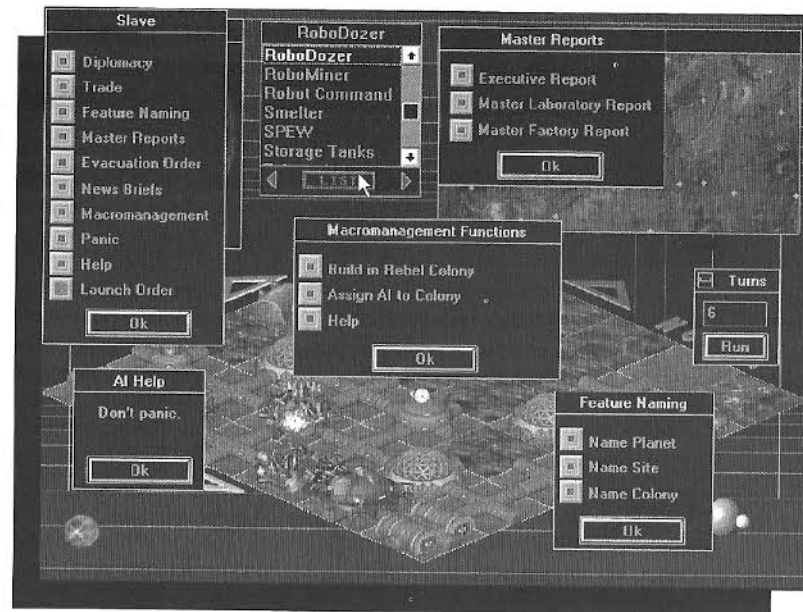 Slave
Diplomacy
Trade
Feature Naming
Master Reports
Evacuation Order
News Briefs
Macromanagement
Panic
Help
Launch Order
Ok
RoboDozer
RoboDozer
RoboMiner
Robot Command
Smelter
SPEW
Storage Tanks
LIST
Master Reports
Executive Report
Master Laboratory Report
Master Factory Report
Ok
Macromanagement Functions
Build in Rebel Colony
Assign AI to Colony
Help
Ok
Turns
6
Run
AI Help
Don't panic.
Ok
Feature Naming
Name Planet
Name Site
Name Colony
Ok